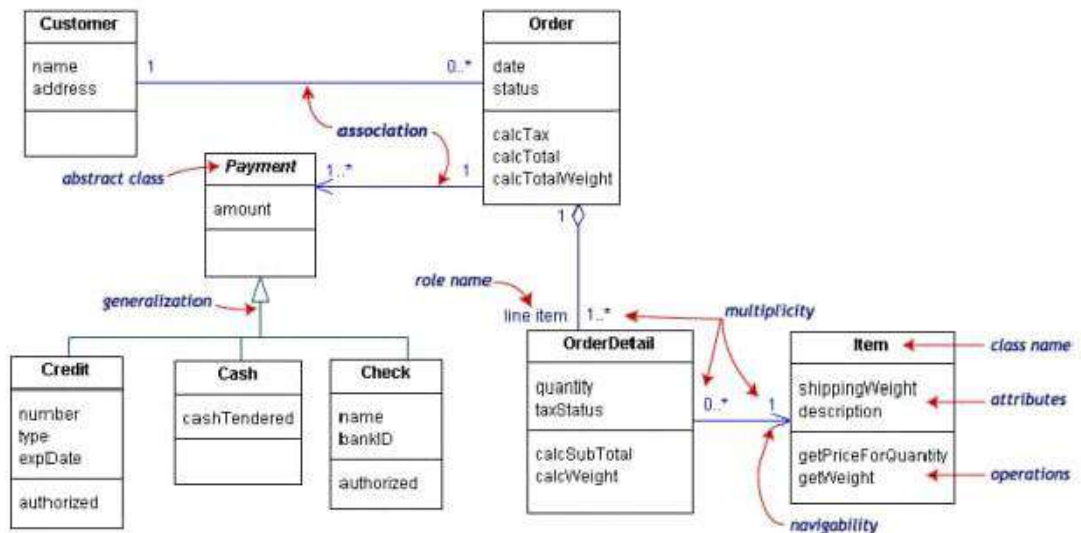 Customer
name
address
1
0..*
Order
date
status
calcTax
calcTotal
calcTotalWeight
association
abstract class
Payment
amount
1..*
1
1
generalization
role name
line item
1..*
multiplicity
Credit
number
type
expDate
authorized
Cash
cashTendered
Check
name
bankID
authorized
OrderDetail
quantity
taxStatus
calcSubTotal
calcWeight
0..*
1
Item
shippingWeight
description
getPriceForQuantity
getWeight
class name
attributes
operations
navigability